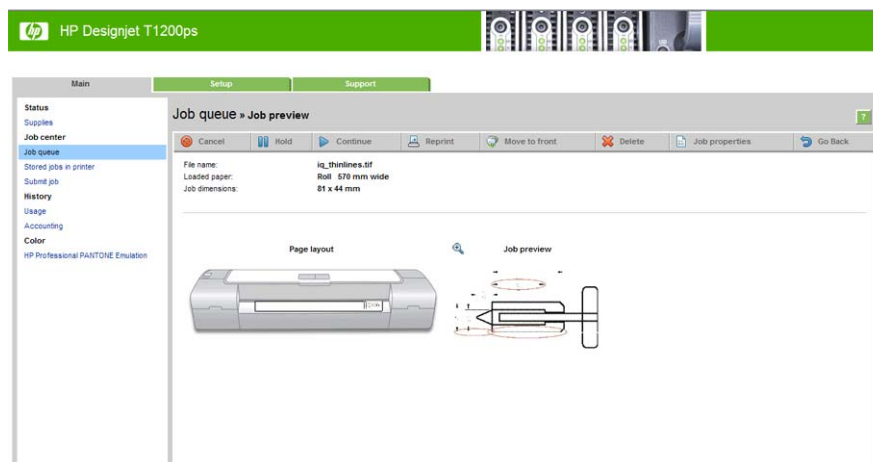 hp HP Designjet T1200ps
Main Setup Support
Status
Supplies
Job center
Job queue
Stored jobs in printer
Submit job
History
Usage
Accounting
Color
HP Professional PANTONE Emulation
Job queue » Job preview
?
Cancel Hold Continue Reprint Move to front Delete Job properties Go Back
File name: iq_thinlines.tif
Loaded paper: Roll 570 mm wide
Job dimensions: 81 x 44 mm
Page layout
Job preview